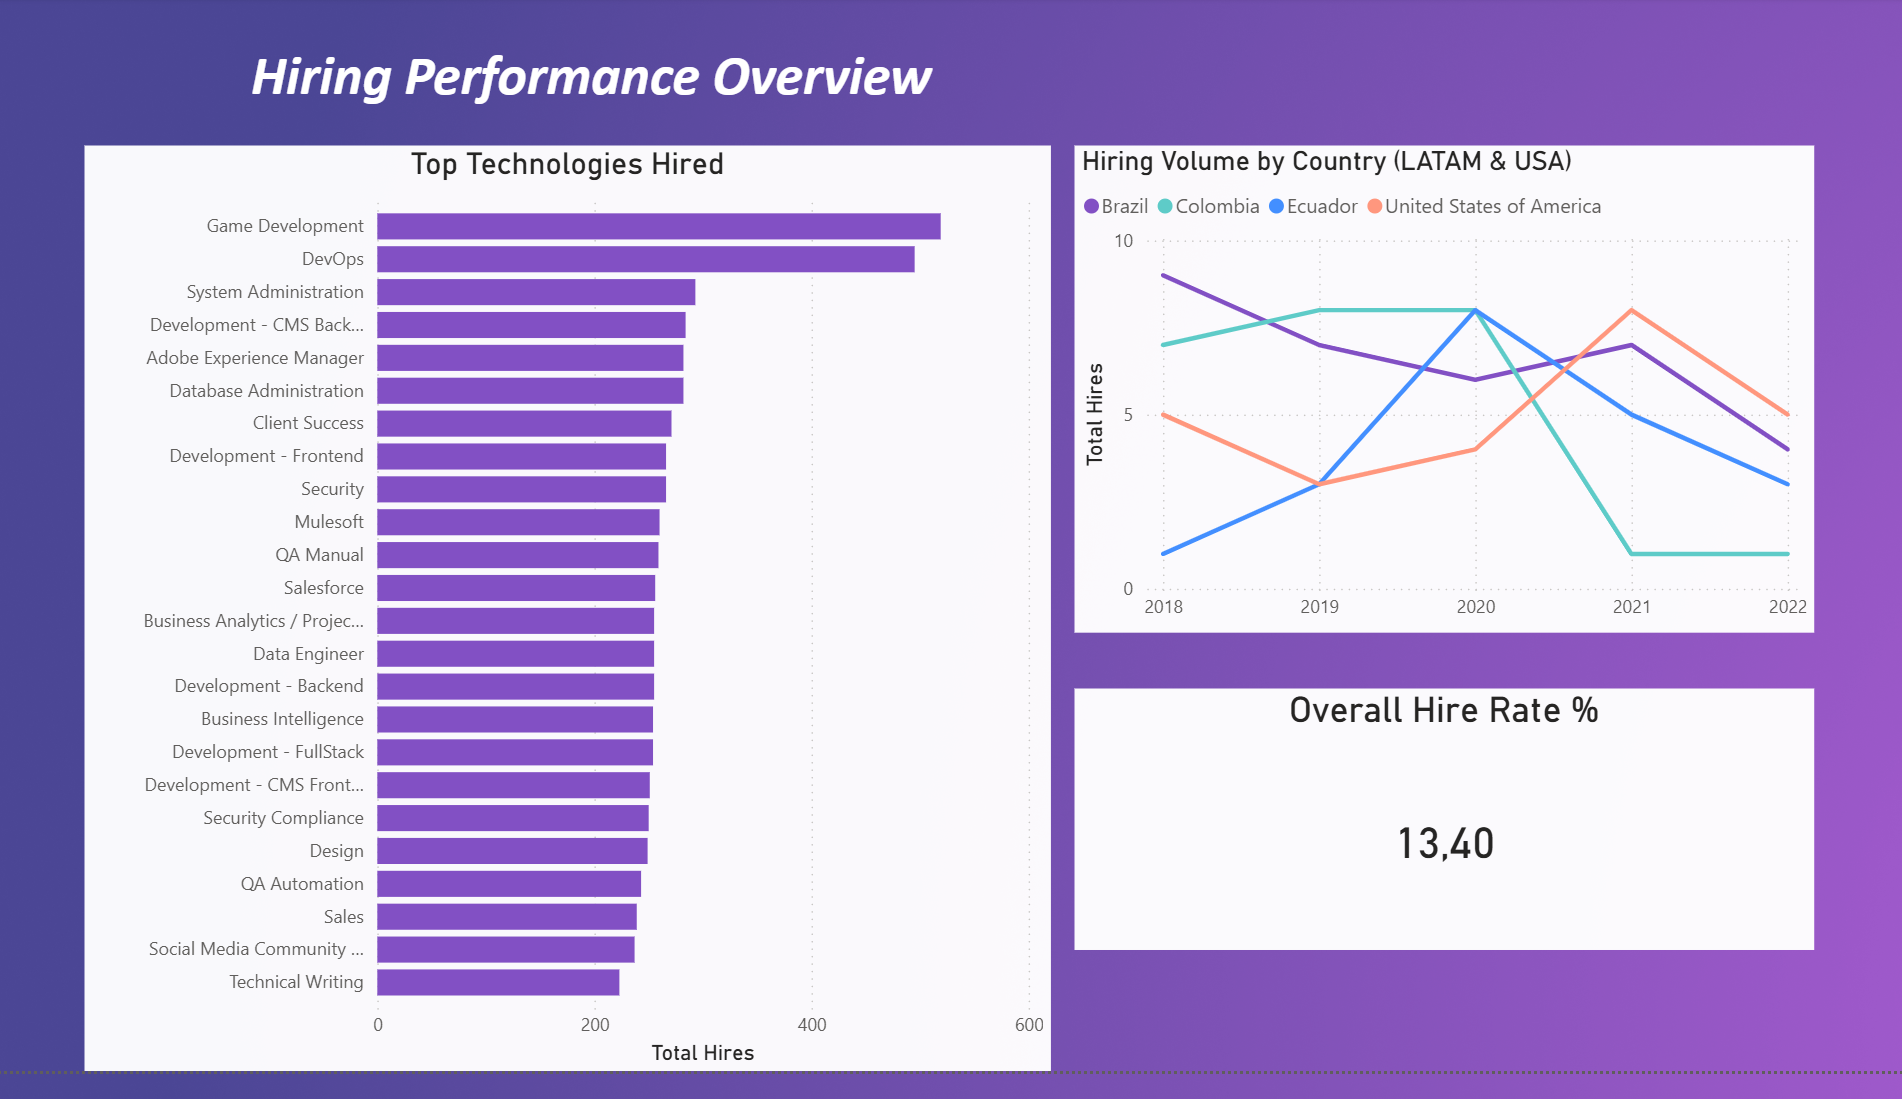 Hiring Performance Overview
Top Technologies Hired
Game Development
DevOps
System Administration
Development - CMS Back...
Adobe Experience Manager
Database Administration
Client Success
Development - Frontend
Security
Mulesoft
QA Manual
Salesforce
Business Analytics / Projec...
Data Engineer
Development - Backend
Business Intelligence
Development - FullStack
Development - CMS Front...
Security Compliance
Design
QA Automation
Sales
Social Media Community ...
Technical Writing
0 200 400 600
Total Hires
Hiring Volume by Country (LATAM & USA)
Brazil Colombia Ecuador United States of America
10
5
0
Total Hires
2018 2019 2020 2021 2022
Overall Hire Rate %
13,40